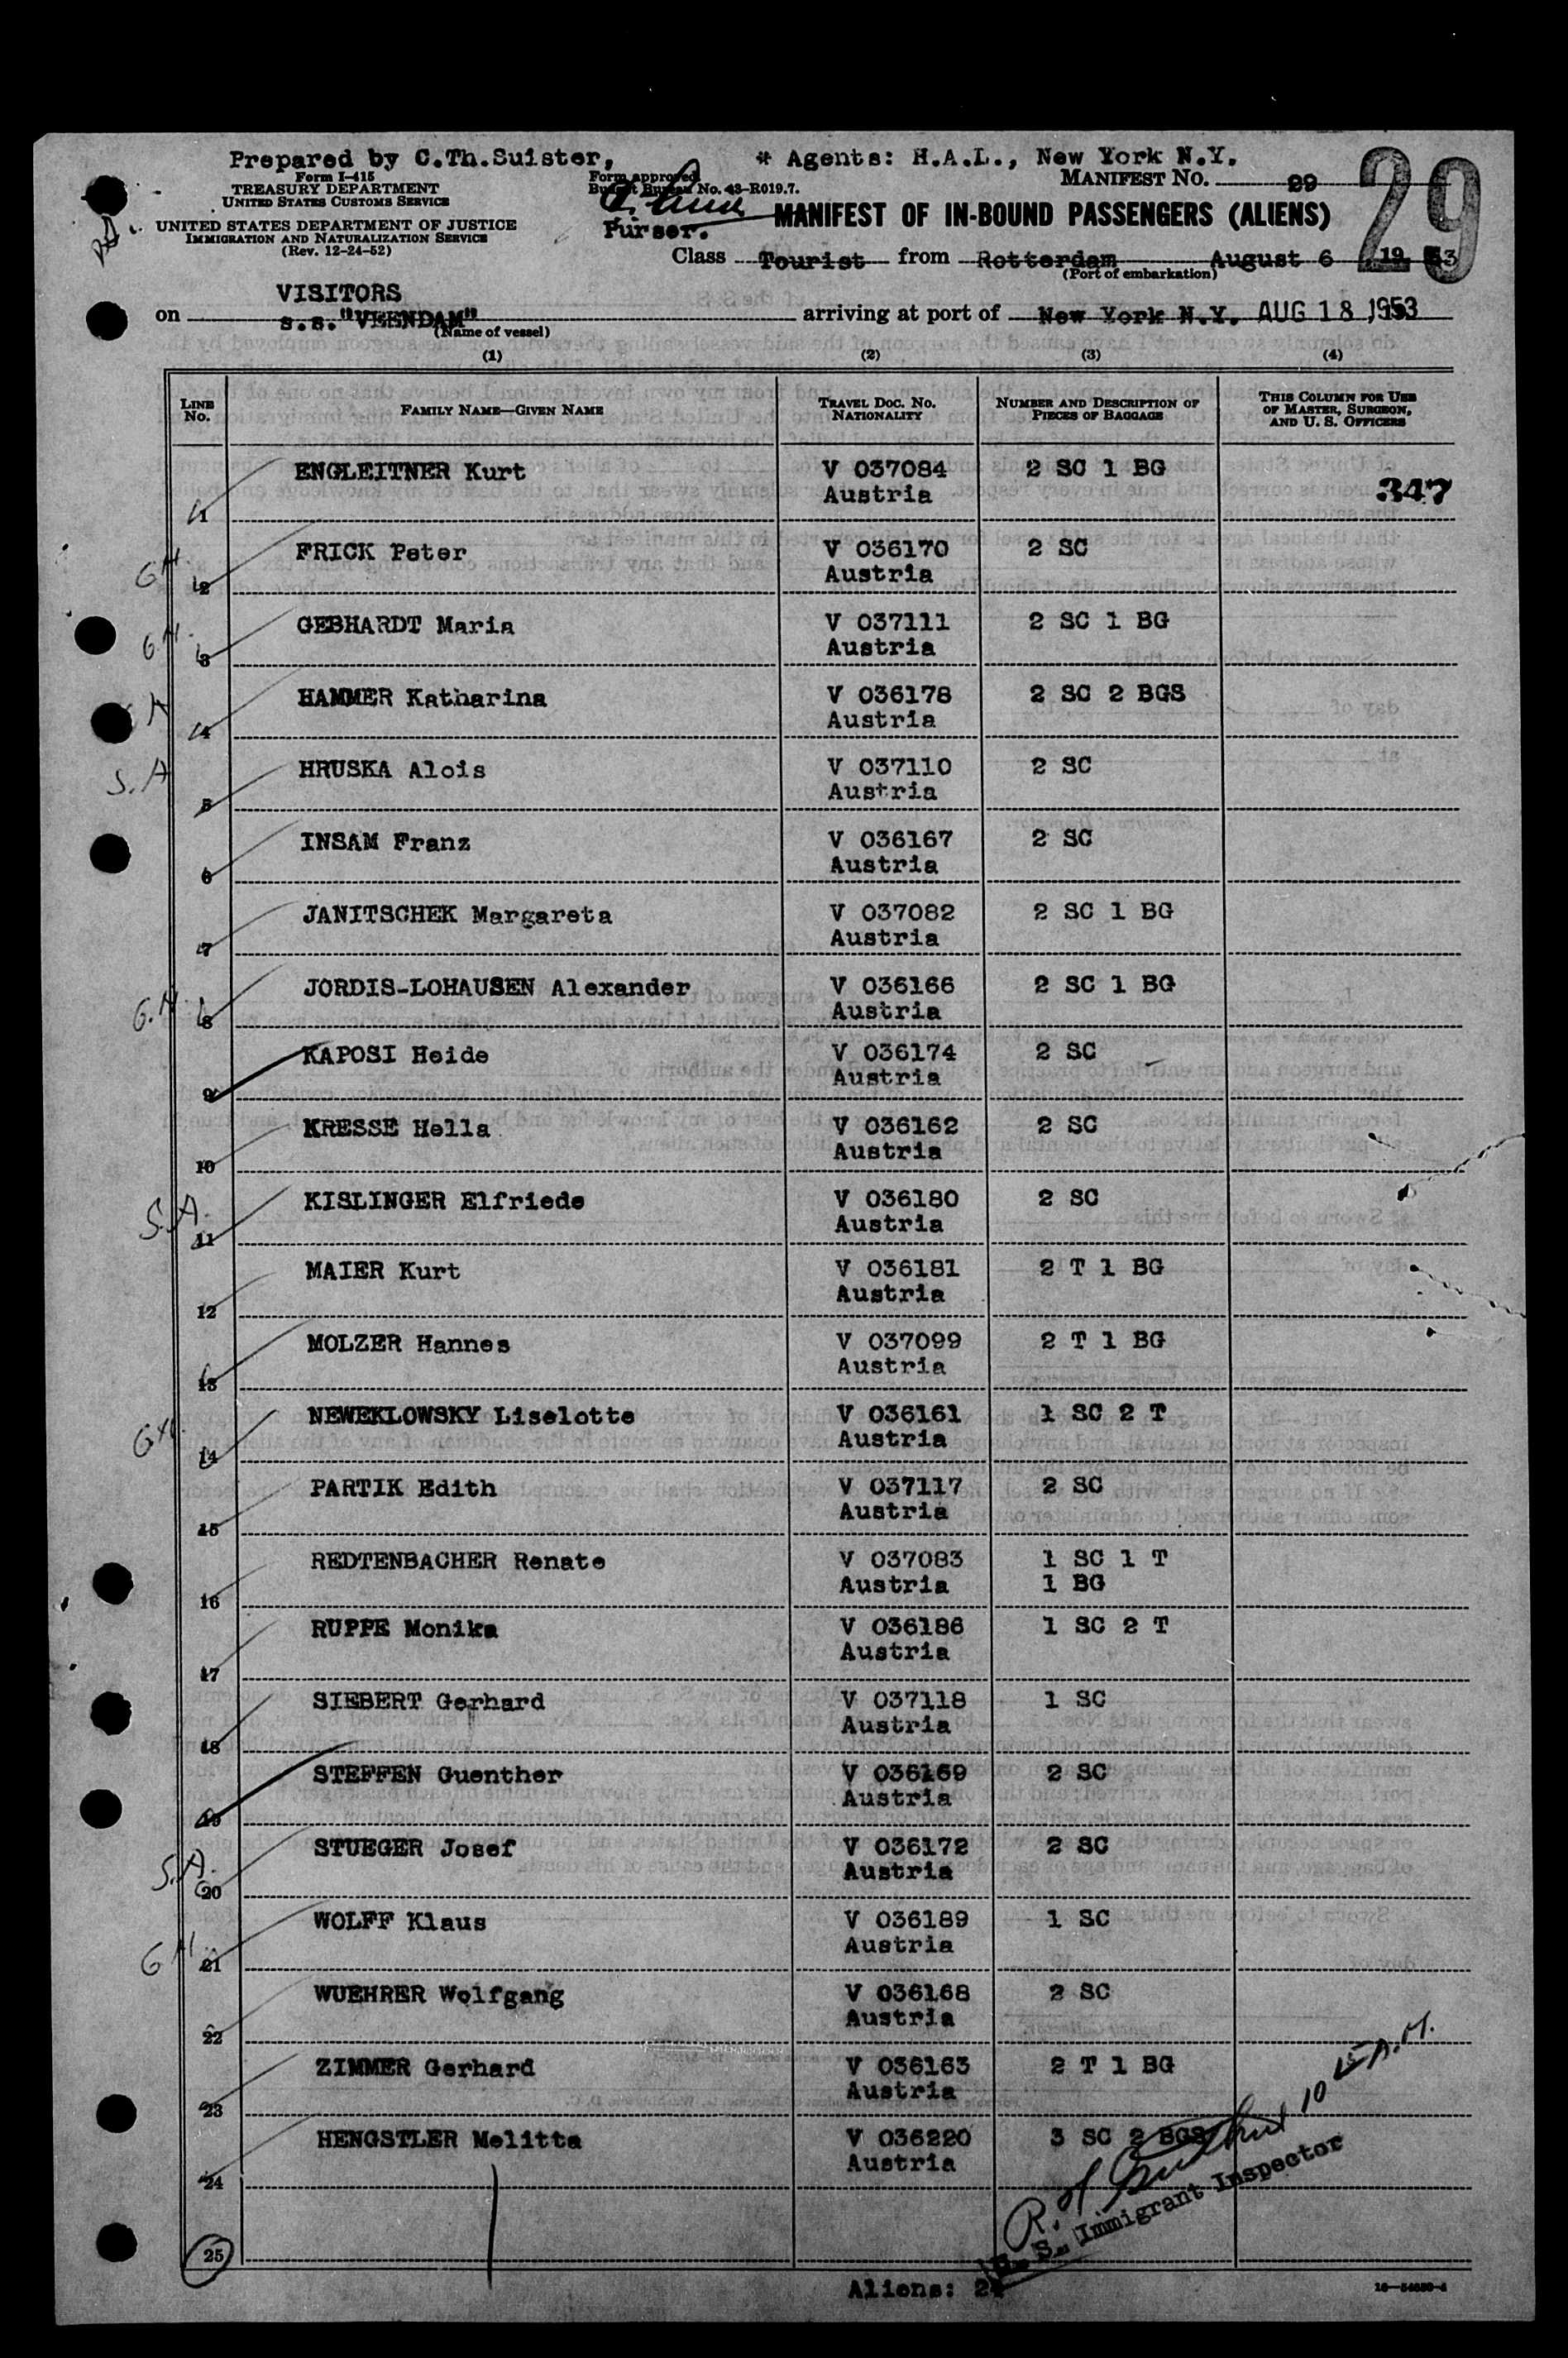 Prepared by C.Th.Suister,
* Agents: H.A.L., New York N.Y.
Form I-415
TREASURY DEPARTMENT
UNITED STATES CUSTOMS SERVICE
UNITED STATES DEPARTMENT OF JUSTICE
IMMIGRATION AND NATURALIZATION SERVICE
(Rev. 12-24-52)
Form approved
Budget Bureau No. 43-R019.7.
Purser.
MANIFEST NO. 29
29
MANIFEST OF IN-BOUND PASSENGERS (ALIENS)
Class Tourist from Rotterdam August 6, 1953
(Port of embarkation)
VISITORS
on s.s."VEENDAM" arriving at port of New York N.Y. AUG 18 1953
(Name of vessel)
(1) (2) (3) (4)
LINE NO. FAMILY NAME—GIVEN NAME TRAVEL DOC. NO. NATIONALITY NUMBER AND DESCRIPTION OF PIECES OF BAGGAGE THIS COLUMN FOR USE OF MASTER, SURGEON, AND U. S. OFFICERS
1 ENGLEITNER Kurt V 037084 2 SC 1 BG
Austria 347
G.H. 2 FRICK Peter V 036170 2 SC
Austria
G.H. 3 GEBHARDT Maria V 037111 2 SC 1 BG
Austria
4 HAMMER Katharina V 036178 2 SC 2 BGS
Austria
S.A 5 HRUSKA Alois V 037110 2 SC
Austria
6 INSAM Franz V 036167 2 SC
Austria
7 JANITSCHEK Margareta V 037082 2 SC 1 BG
Austria
G.H. 8 JORDIS-LOHAUSEN Alexander V 036166 2 SC 1 BG
Austria
9 KAPOSI Heide V 036174 2 SC
Austria
10 KRESSE Hella V 036162 2 SC
Austria
S.A. 11 KISLINGER Elfriede V 036180 2 SC
Austria
12 MAIER Kurt V 036181 2 T 1 BG
Austria
13 MOLZER Hannes V 037099 2 T 1 BG
Austria
G.H. 14 NEWEKLOWSKY Liselotte V 036161 1 SC 2 T
Austria
15 PARTIK Edith V 037117 2 SC
Austria
16 REDTENBACHER Renate V 037083 1 SC 1 T
Austria 1 BG
17 RUPPE Monika V 036186 1 SC 2 T
Austria
18 SIEBERT Gerhard V 037118 1 SC
Austria
19 STEFFEN Guenther V 036169 2 SC
Austria
S.A. 20 STUEGER Josef V 036172 2 SC
Austria
G H 21 WOLFF Klaus V 036189 1 SC
Austria
22 WUEHRER Wolfgang V 036168 2 SC
Austria
23 ZIMMER Gerhard V 036163 2 T 1 BG
Austria
24 HENGSTLER Melitta V 036220 3 SC 2 BGS
Austria
10 15 A.M.
R. H.
U. S. Immigrant Inspector
25
Aliens: 24